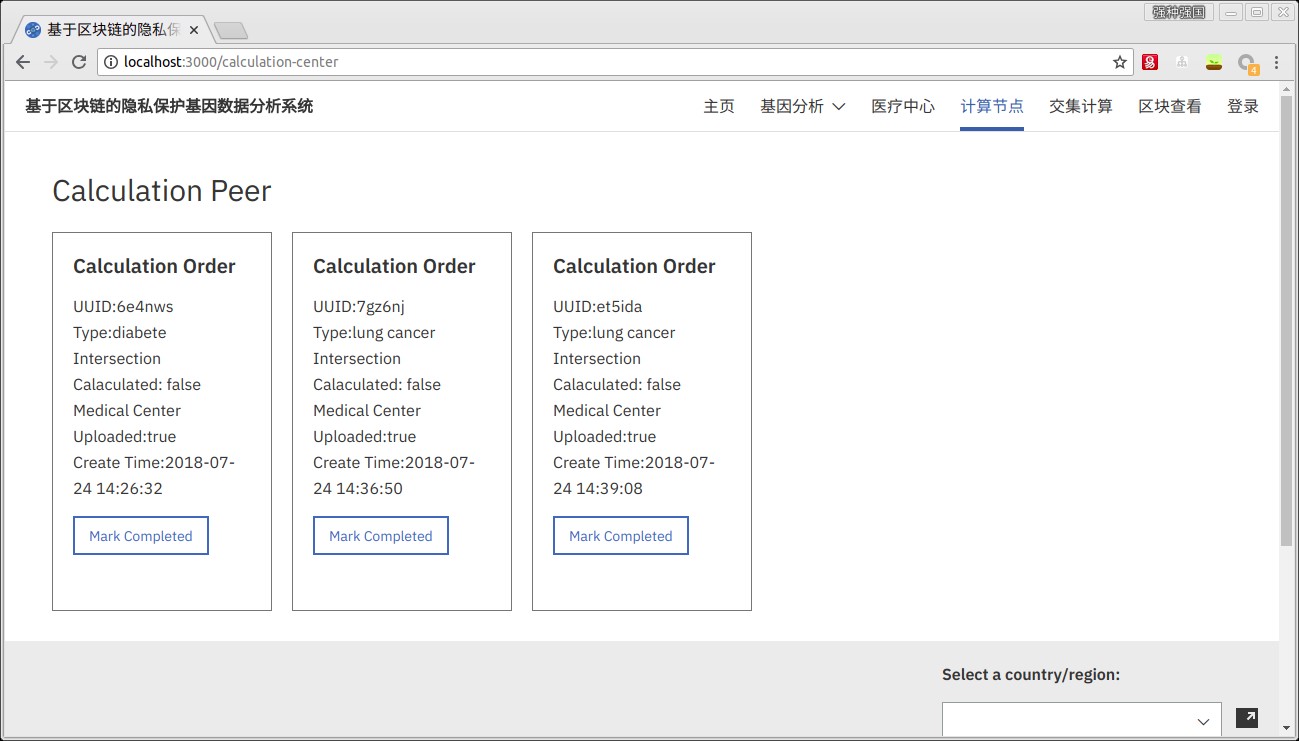 强种强国
基于区块链的隐私保
localhost:3000/calculation-center
4
基于区块链的隐私保护基因数据分析系统
主页 基因分析 医疗中心 计算节点 交集计算 区块查看 登录
Calculation Peer
Calculation Order
UUID:6e4nws
Type:diabete
Intersection
Calaculated: false
Medical Center
Uploaded:true
Create Time:2018-07-
24 14:26:32
Mark Completed
Calculation Order
UUID:7gz6nj
Type:lung cancer
Intersection
Calaculated: false
Medical Center
Uploaded:true
Create Time:2018-07-
24 14:36:50
Mark Completed
Calculation Order
UUID:et5ida
Type:lung cancer
Intersection
Calaculated: false
Medical Center
Uploaded:true
Create Time:2018-07-
24 14:39:08
Mark Completed
Select a country/region: